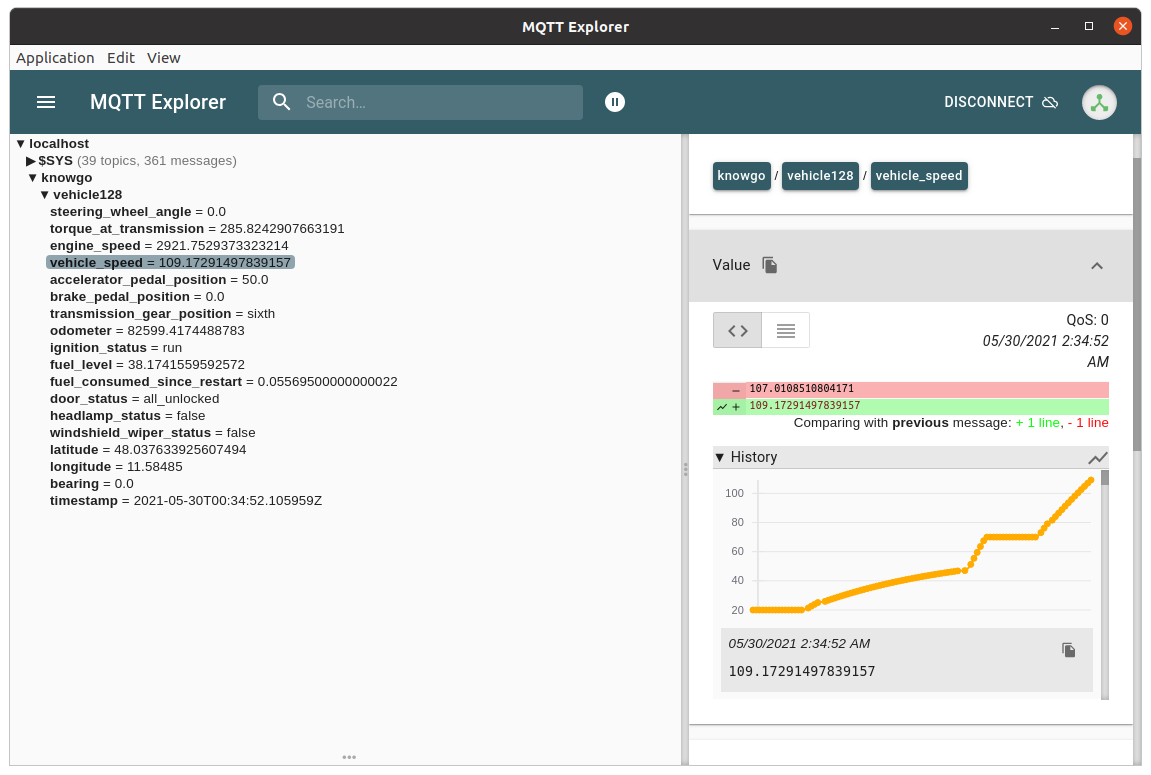 MQTT Explorer
Application Edit View
MQTT Explorer
Search...
DISCONNECT
▼ localhost
▶ $SYS (39 topics, 361 messages)
▼ knowgo
▼ vehicle128
steering_wheel_angle = 0.0
torque_at_transmission = 285.8242907663191
engine_speed = 2921.7529373323214
vehicle_speed = 109.17291497839157
accelerator_pedal_position = 50.0
brake_pedal_position = 0.0
transmission_gear_position = sixth
odometer = 82599.4174488783
ignition_status = run
fuel_level = 38.1741559592572
fuel_consumed_since_restart = 0.05569500000000022
door_status = all_unlocked
headlamp_status = false
windshield_wiper_status = false
latitude = 48.037633925607494
longitude = 11.58485
bearing = 0.0
timestamp = 2021-05-30T00:34:52.105959Z
knowgo / vehicle128 / vehicle_speed
Value
QoS: 0
05/30/2021 2:34:52
AM
- 107.0108510804171
+ 109.17291497839157
Comparing with previous message: + 1 line, - 1 line
▼ History
100
80
60
40
20
05/30/2021 2:34:52 AM
109.17291497839157